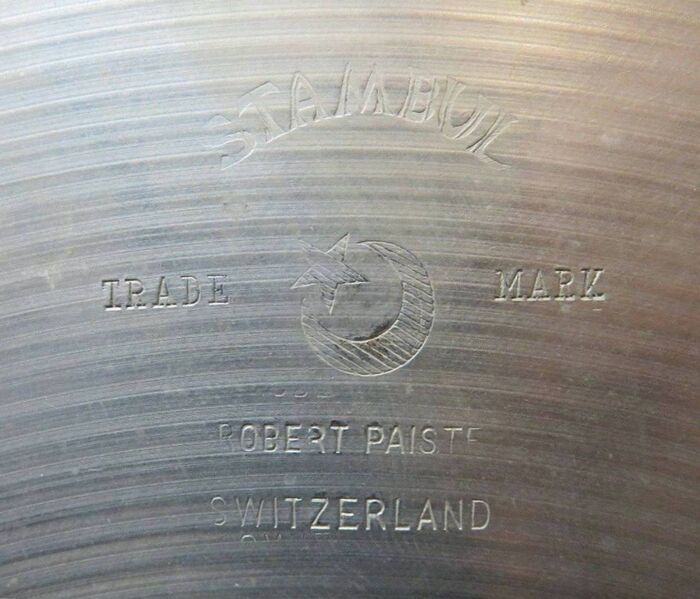 STAMBUL
TRADE MARK
ROBERT PAISTE
SWITZERLAND